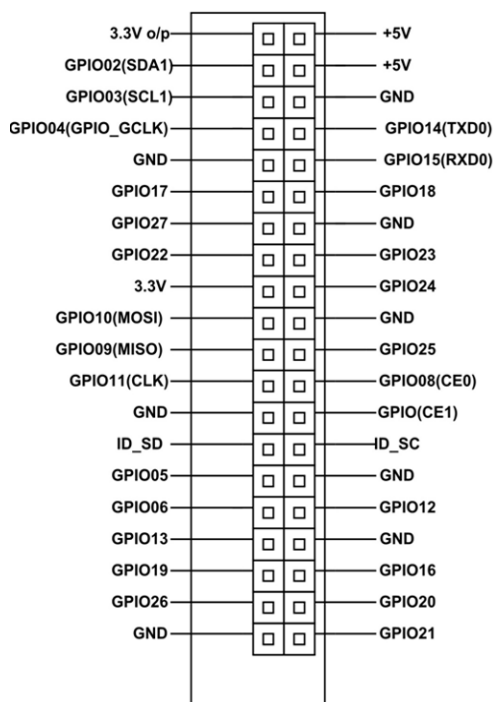 3.3V o/p +5V
GPIO02(SDA1) +5V
GPIO03(SCL1) GND
GPIO04(GPIO_GCLK) GPIO14(TXD0)
GND GPIO15(RXD0)
GPIO17 GPIO18
GPIO27 GND
GPIO22 GPIO23
3.3V GPIO24
GPIO10(MOSI) GND
GPIO09(MISO) GPIO25
GPIO11(CLK) GPIO08(CE0)
GND GPIO(CE1)
ID_SD ID_SC
GPIO05 GND
GPIO06 GPIO12
GPIO13 GND
GPIO19 GPIO16
GPIO26 GPIO20
GND GPIO21